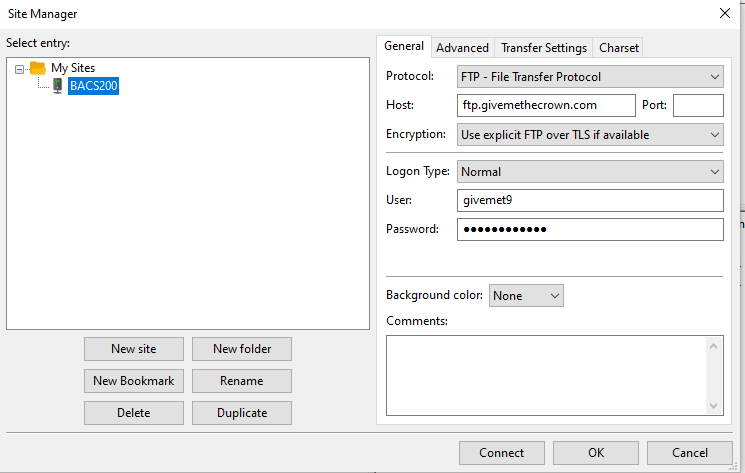 Site Manager
Select entry:
My Sites
BACS200
New site
New folder
New Bookmark
Rename
Delete
Duplicate
General
Advanced
Transfer Settings
Charset
Protocol:
FTP - File Transfer Protocol
Host:
ftp.givemethecrown.com
Port:
Encryption:
Use explicit FTP over TLS if available
Logon Type:
Normal
User:
givemet9
Password:
●●●●●●●●●●●●
Background color:
None
Comments:
Connect
OK
Cancel